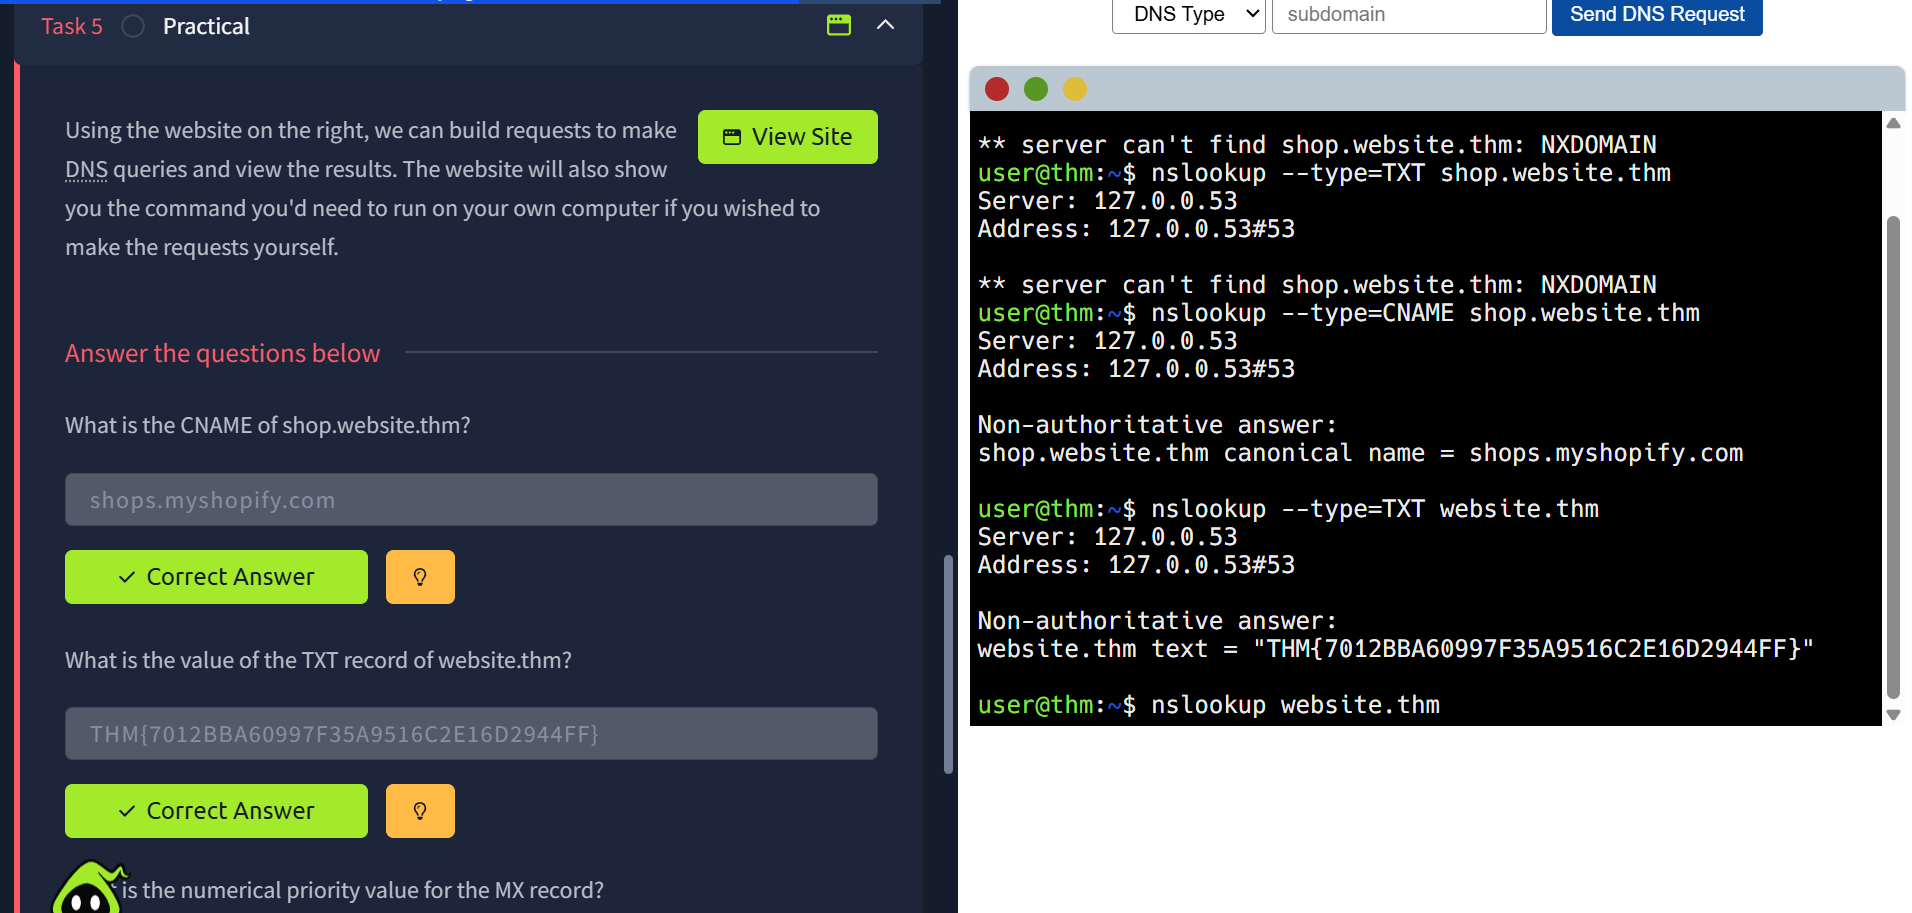 Task 5 Practical
Using the website on the right, we can build requests to make
DNS queries and view the results. The website will also show
you the command you'd need to run on your own computer if you wished to
make the requests yourself.
View Site
Answer the questions below
What is the CNAME of shop.website.thm?
shops.myshopify.com
Correct Answer
What is the value of the TXT record of website.thm?
THM{7012BBA60997F35A9516C2E16D2944FF}
Correct Answer
is the numerical priority value for the MX record?
DNS Type
subdomain
Send DNS Request
** server can't find shop.website.thm: NXDOMAIN
user@thm:~$ nslookup --type=TXT shop.website.thm
Server: 127.0.0.53
Address: 127.0.0.53#53
** server can't find shop.website.thm: NXDOMAIN
user@thm:~$ nslookup --type=CNAME shop.website.thm
Server: 127.0.0.53
Address: 127.0.0.53#53
Non-authoritative answer:
shop.website.thm canonical name = shops.myshopify.com
user@thm:~$ nslookup --type=TXT website.thm
Server: 127.0.0.53
Address: 127.0.0.53#53
Non-authoritative answer:
website.thm text = "THM{7012BBA60997F35A9516C2E16D2944FF}"
user@thm:~$ nslookup website.thm